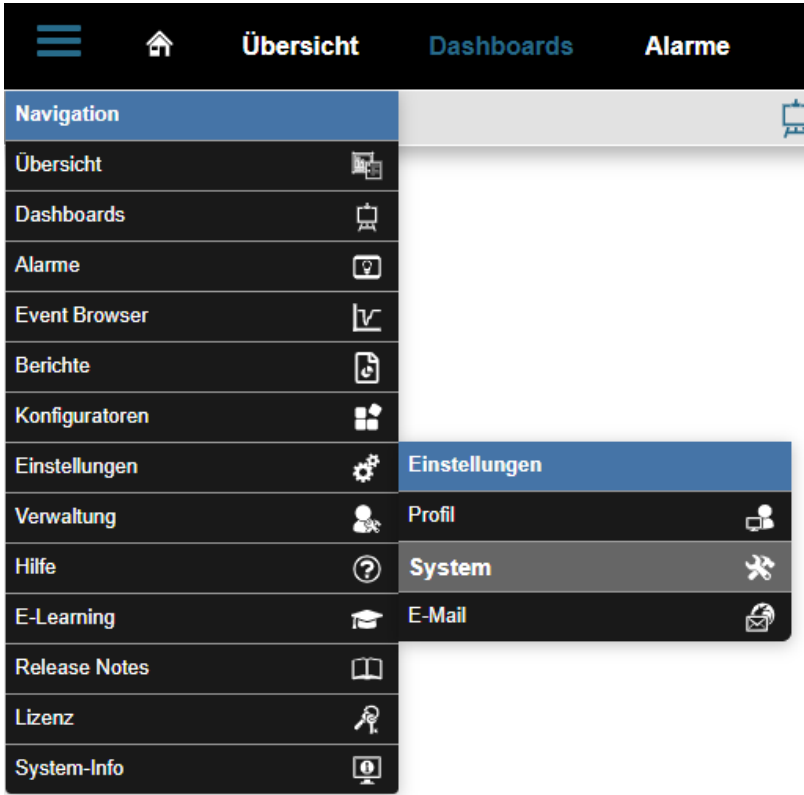 Übersicht Dashboards Alarme
Navigation
Übersicht
Dashboards
Alarme
Event Browser
Berichte
Konfiguratoren
Einstellungen
Verwaltung
Hilfe
E-Learning
Release Notes
Lizenz
System-Info
Einstellungen
Profil
System
E-Mail